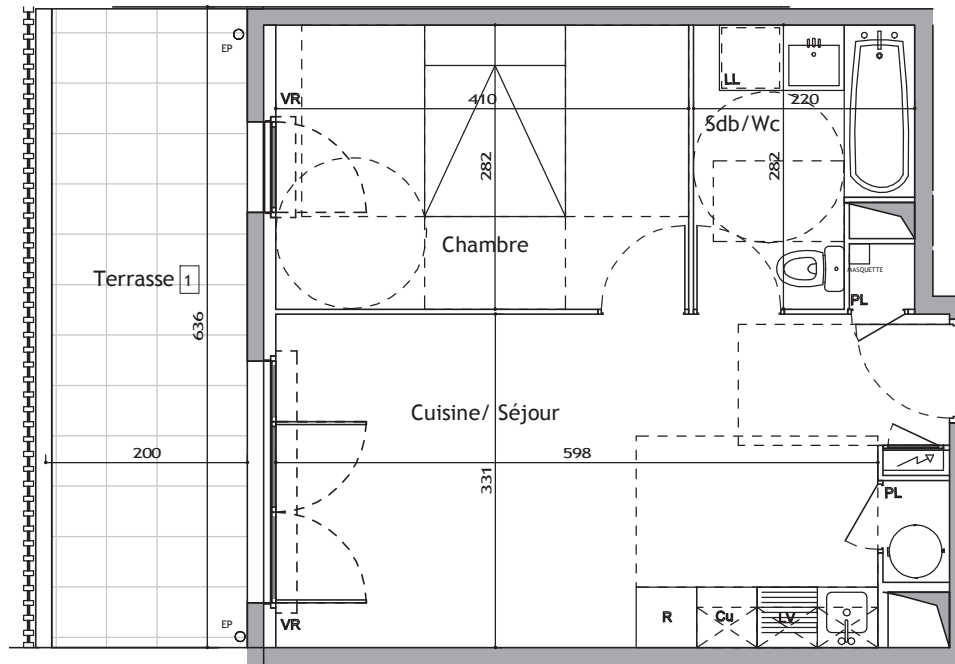 EP
VR
410
LL
220
Sdb/Wc
282
282
Chambre
MASQUETTE
Terrasse 1
PL
636
Cuisine/ Séjour
200
598
331
PL
R
Cu
LV
EP
VR